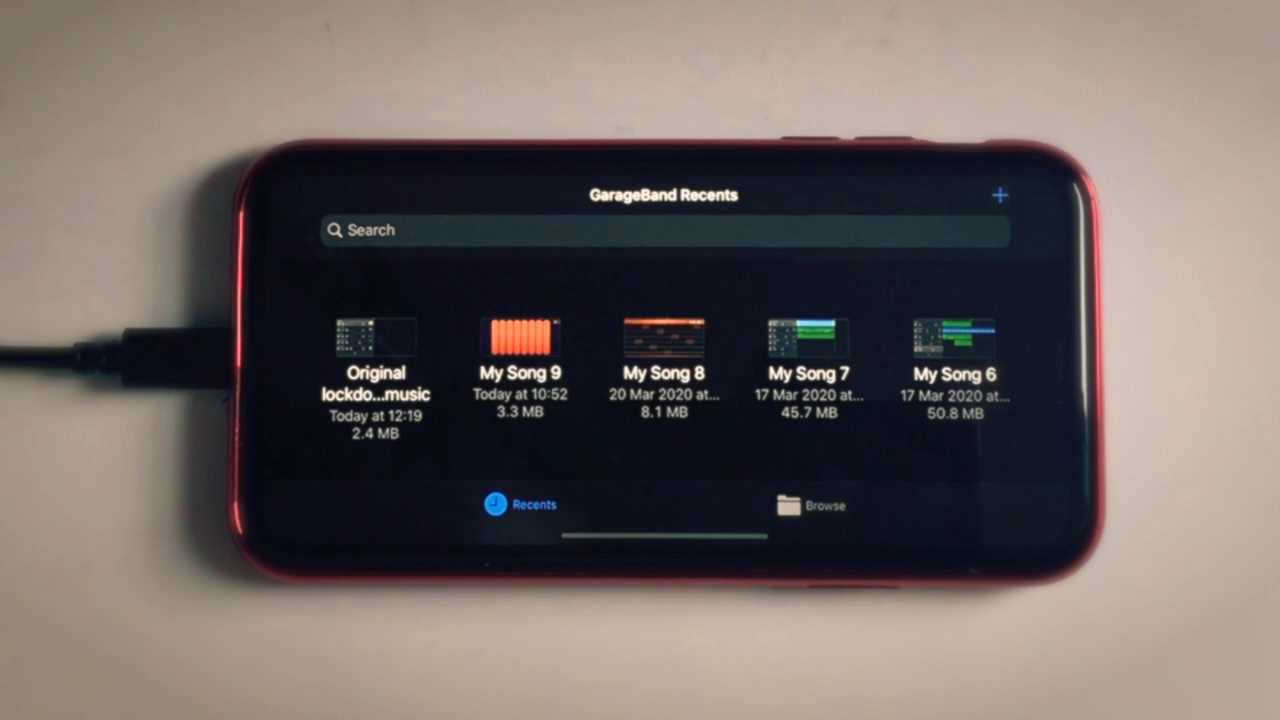 GarageBand Recents
Search
Original
lockdo...music
Today at 12:19
2.4 MB
My Song 9
Today at 10:52
3.3 MB
My Song 8
20 Mar 2020 at...
8.1 MB
My Song 7
17 Mar 2020 at...
45.7 MB
My Song 6
17 Mar 2020 at...
50.8 MB
Recents
Browse